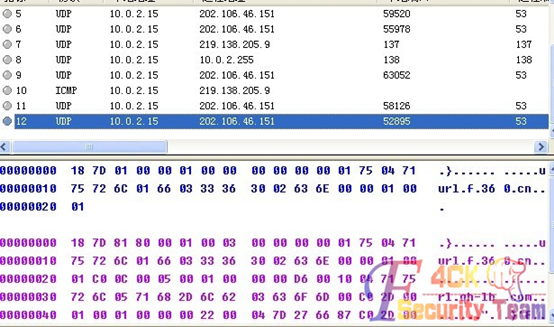 5 UDP 10.0.2.15 202.106.46.151 59520 53
6 UDP 10.0.2.15 202.106.46.151 55978 53
7 UDP 10.0.2.15 219.138.205.9 137 137
8 UDP 10.0.2.15 10.0.2.255 138 138
9 UDP 10.0.2.15 202.106.46.151 63052 53
10 ICMP 10.0.2.15 219.138.205.9
11 UDP 10.0.2.15 202.106.46.151 58126 53
12 UDP 10.0.2.15 202.106.46.151 52895 53
00000000 18 7D 01 00 00 01 00 00 00 00 00 00 01 75 04 71 .}...... .....u
00000010 75 72 6C 01 66 03 33 36 30 02 63 6E 00 00 01 00 url.f.36 0.cn...
00000020 01 .
00000000 18 7D 81 80 00 01 00 03 00 00 00 00 01 75 04 71 .}...... .....u
00000010 75 72 6C 01 66 03 33 36 30 02 63 6E 00 00 01 00 url.f.36 0.cn...
00000020 01 C0 0C 00 05 00 01 00 00 00 D6 00 10 04
00000030 72 6C 05 71 68 2D 6C 62 03 63 6F 6D 00 C0 2D 00 rl.qh-lb .com..-
00000040 01 00 01 00 00 00 22 00 04 7D 27 66 87 C0 2D 00
F4CK
Security Team